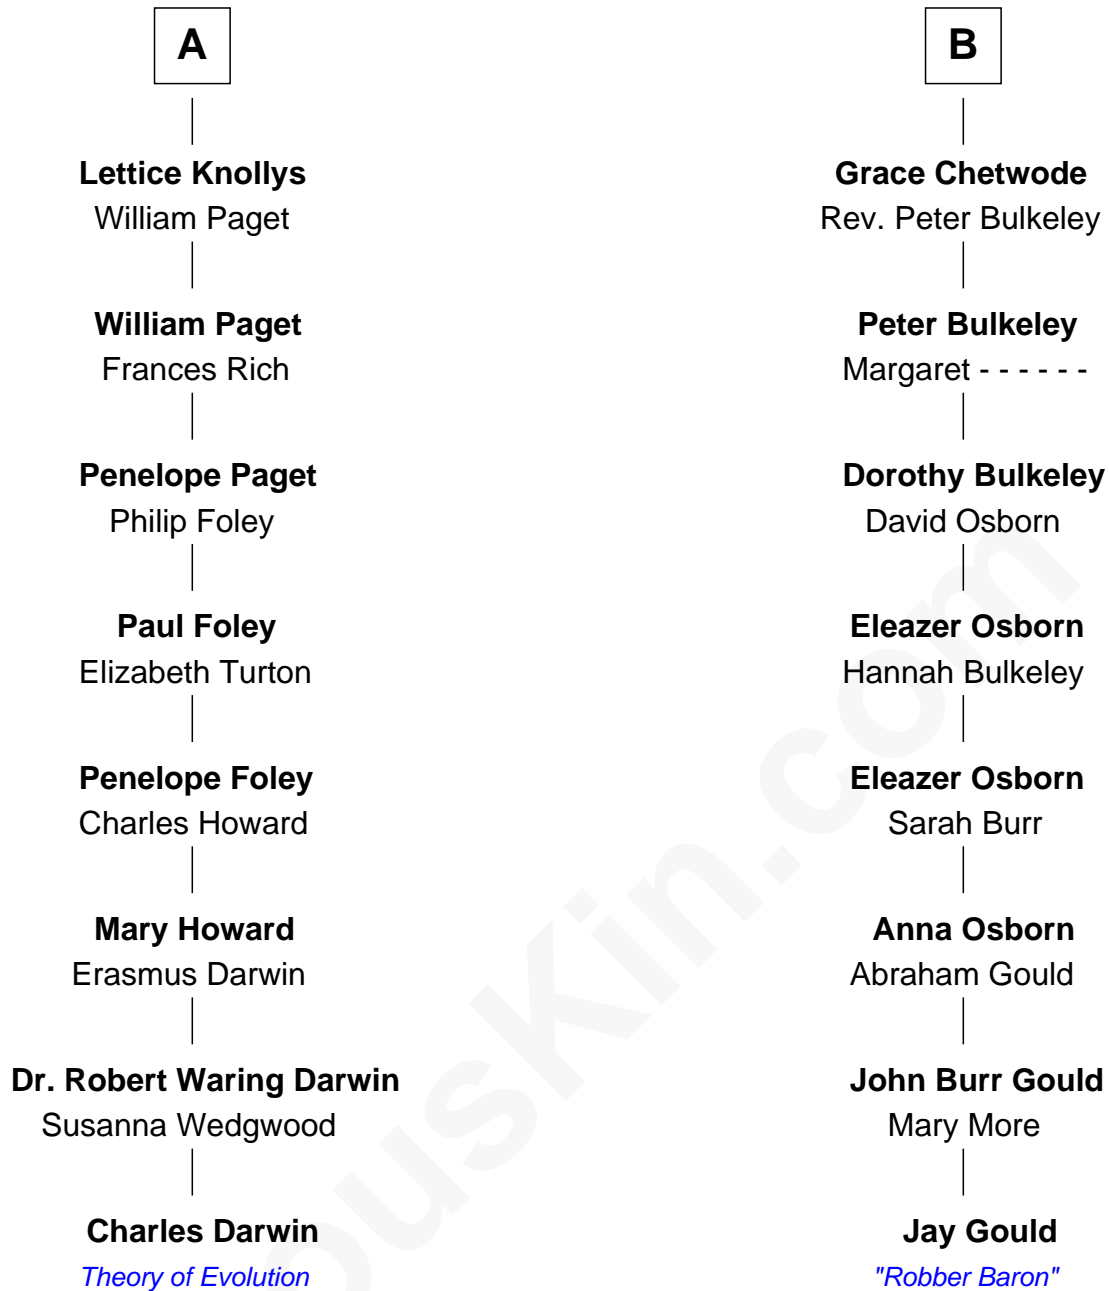 A
Lettice Knollys
William Paget
William Paget
Frances Rich
Penelope Paget
Philip Foley
Paul Foley
Elizabeth Turton
Penelope Foley
Charles Howard
Mary Howard
Erasmus Darwin
Dr. Robert Waring Darwin
Susanna Wedgwood
Charles Darwin
Theory of Evolution
B
Grace Chetwode
Rev. Peter Bulkeley
Peter Bulkeley
Margaret - - - - - -
Dorothy Bulkeley
David Osborn
Eleazer Osborn
Hannah Bulkeley
Eleazer Osborn
Sarah Burr
Anna Osborn
Abraham Gould
John Burr Gould
Mary More
Jay Gould
"Robber Baron"
ousKin.com